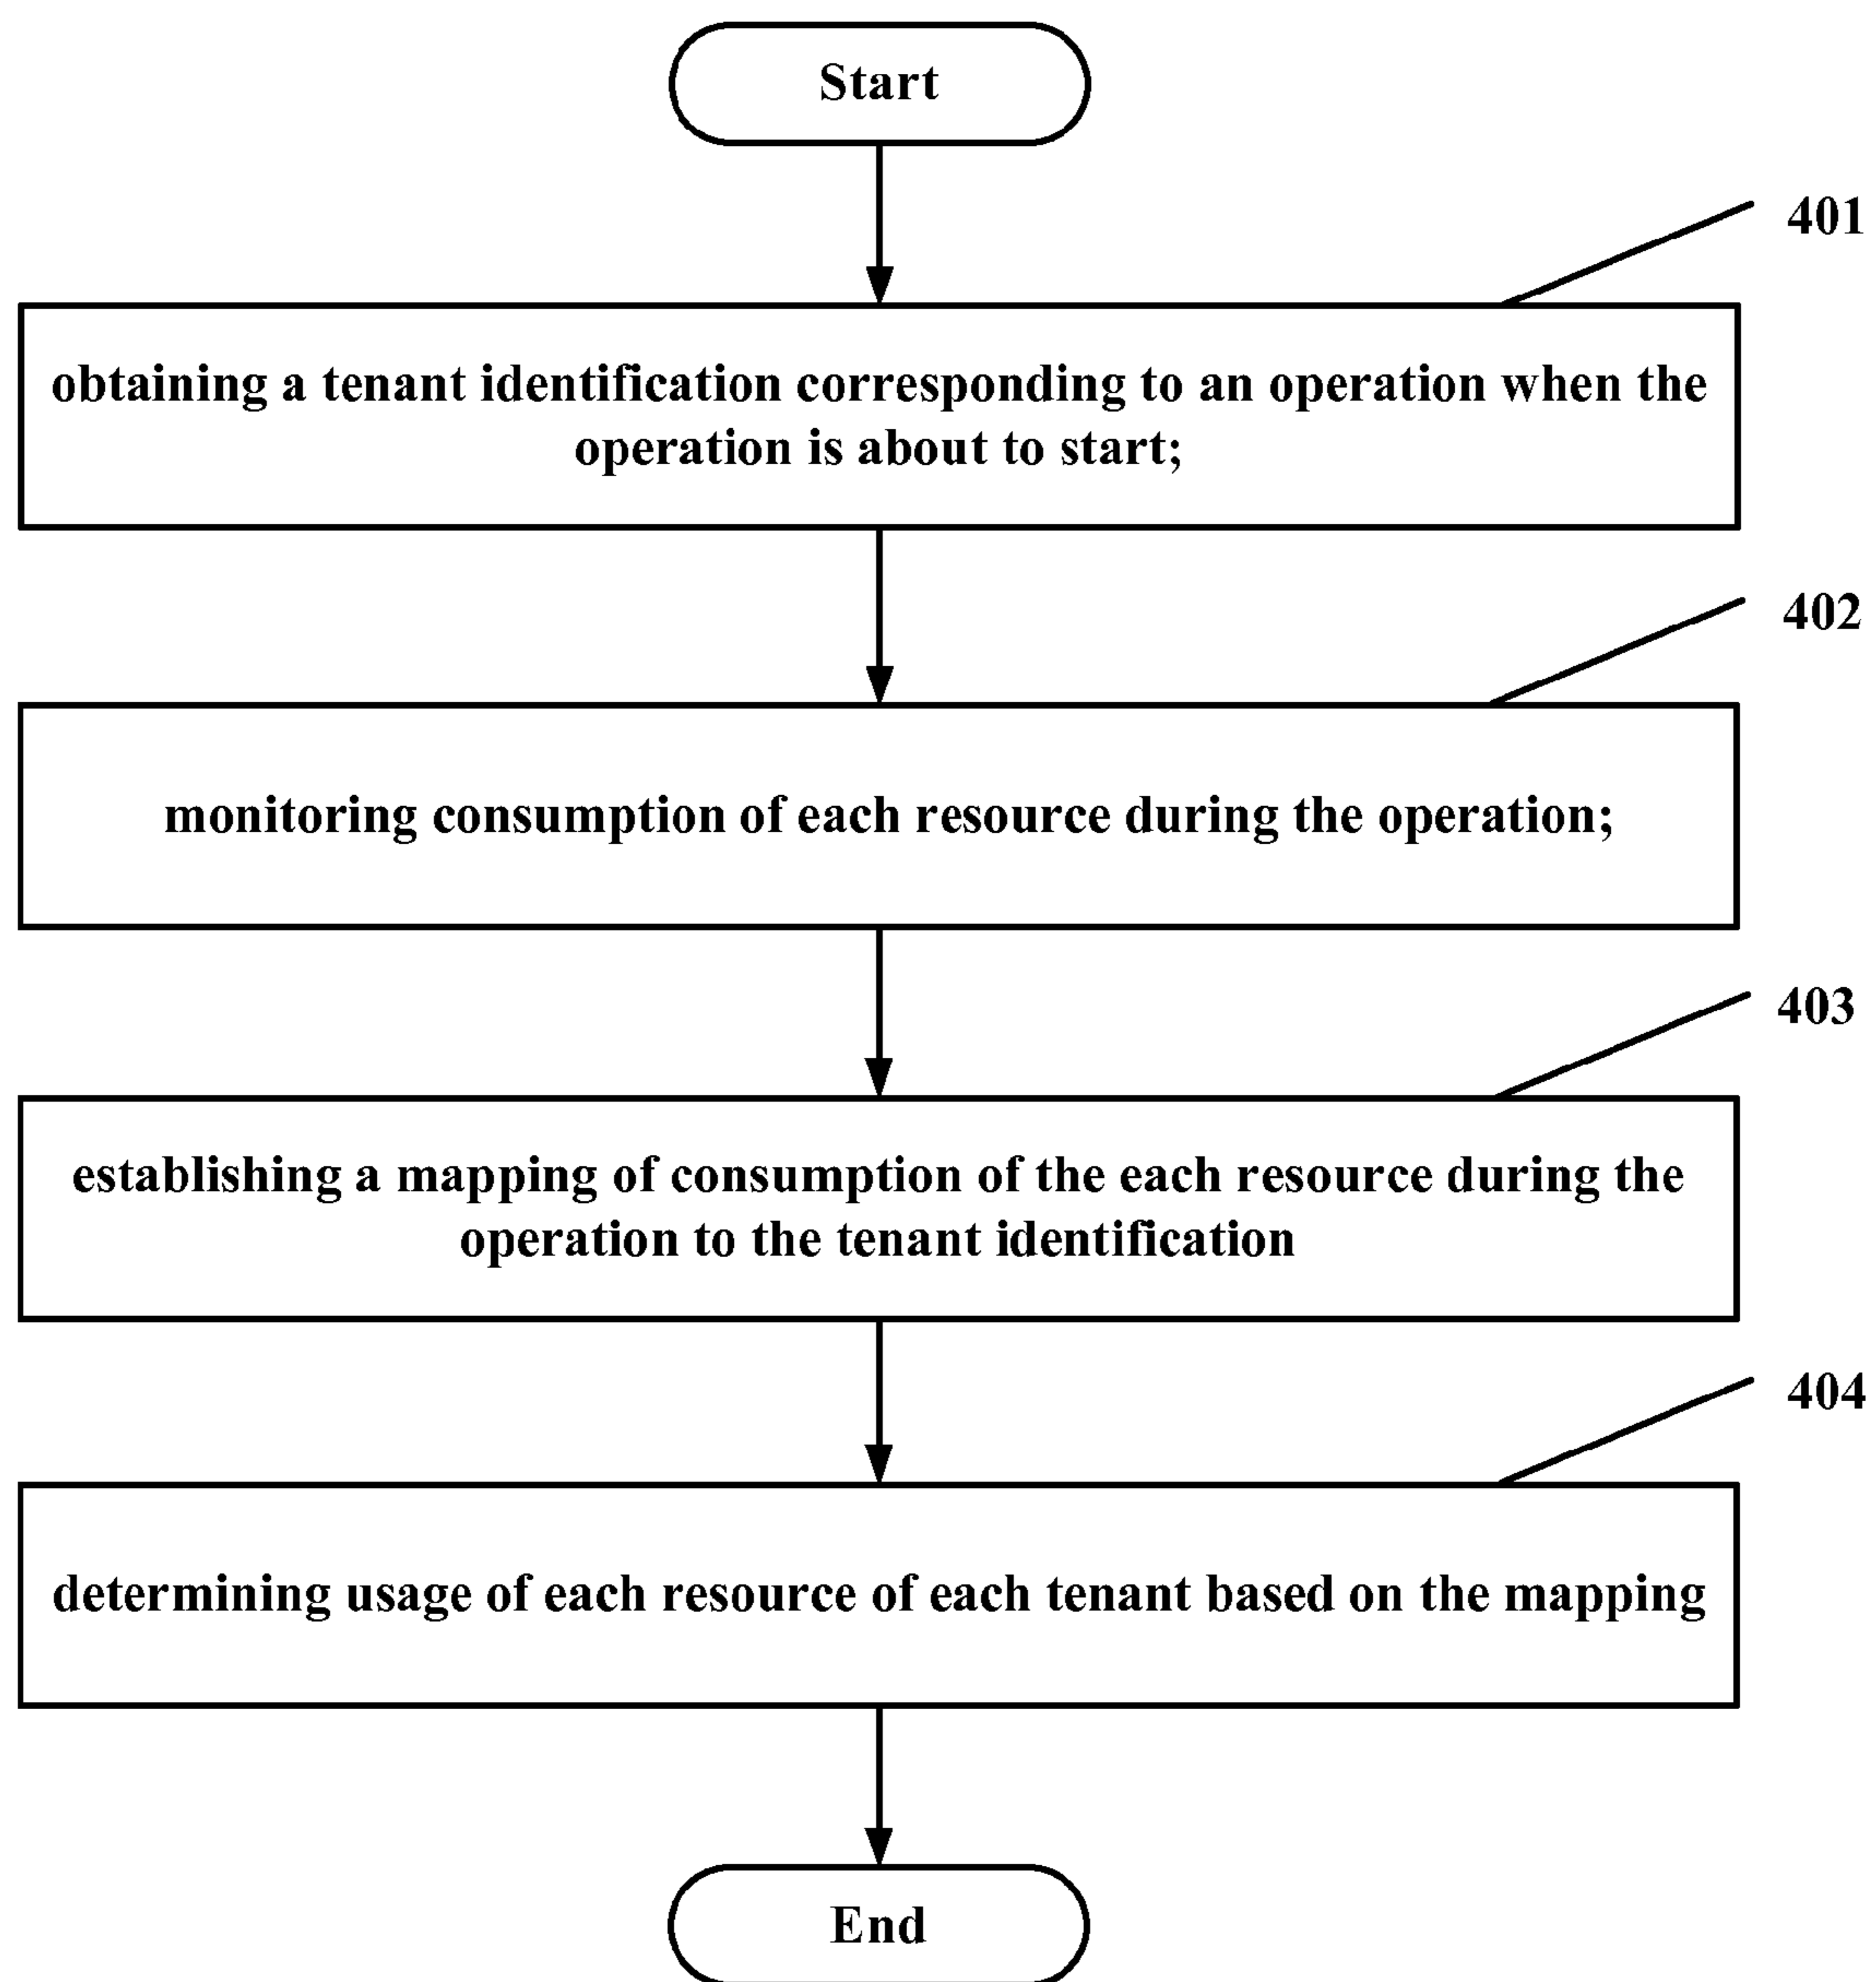 Start
401
obtaining a tenant identification corresponding to an operation when the
operation is about to start;
402
monitoring consumption of each resource during the operation;
403
establishing a mapping of consumption of the each resource during the
operation to the tenant identification
404
determining usage of each resource of each tenant based on the mapping
End